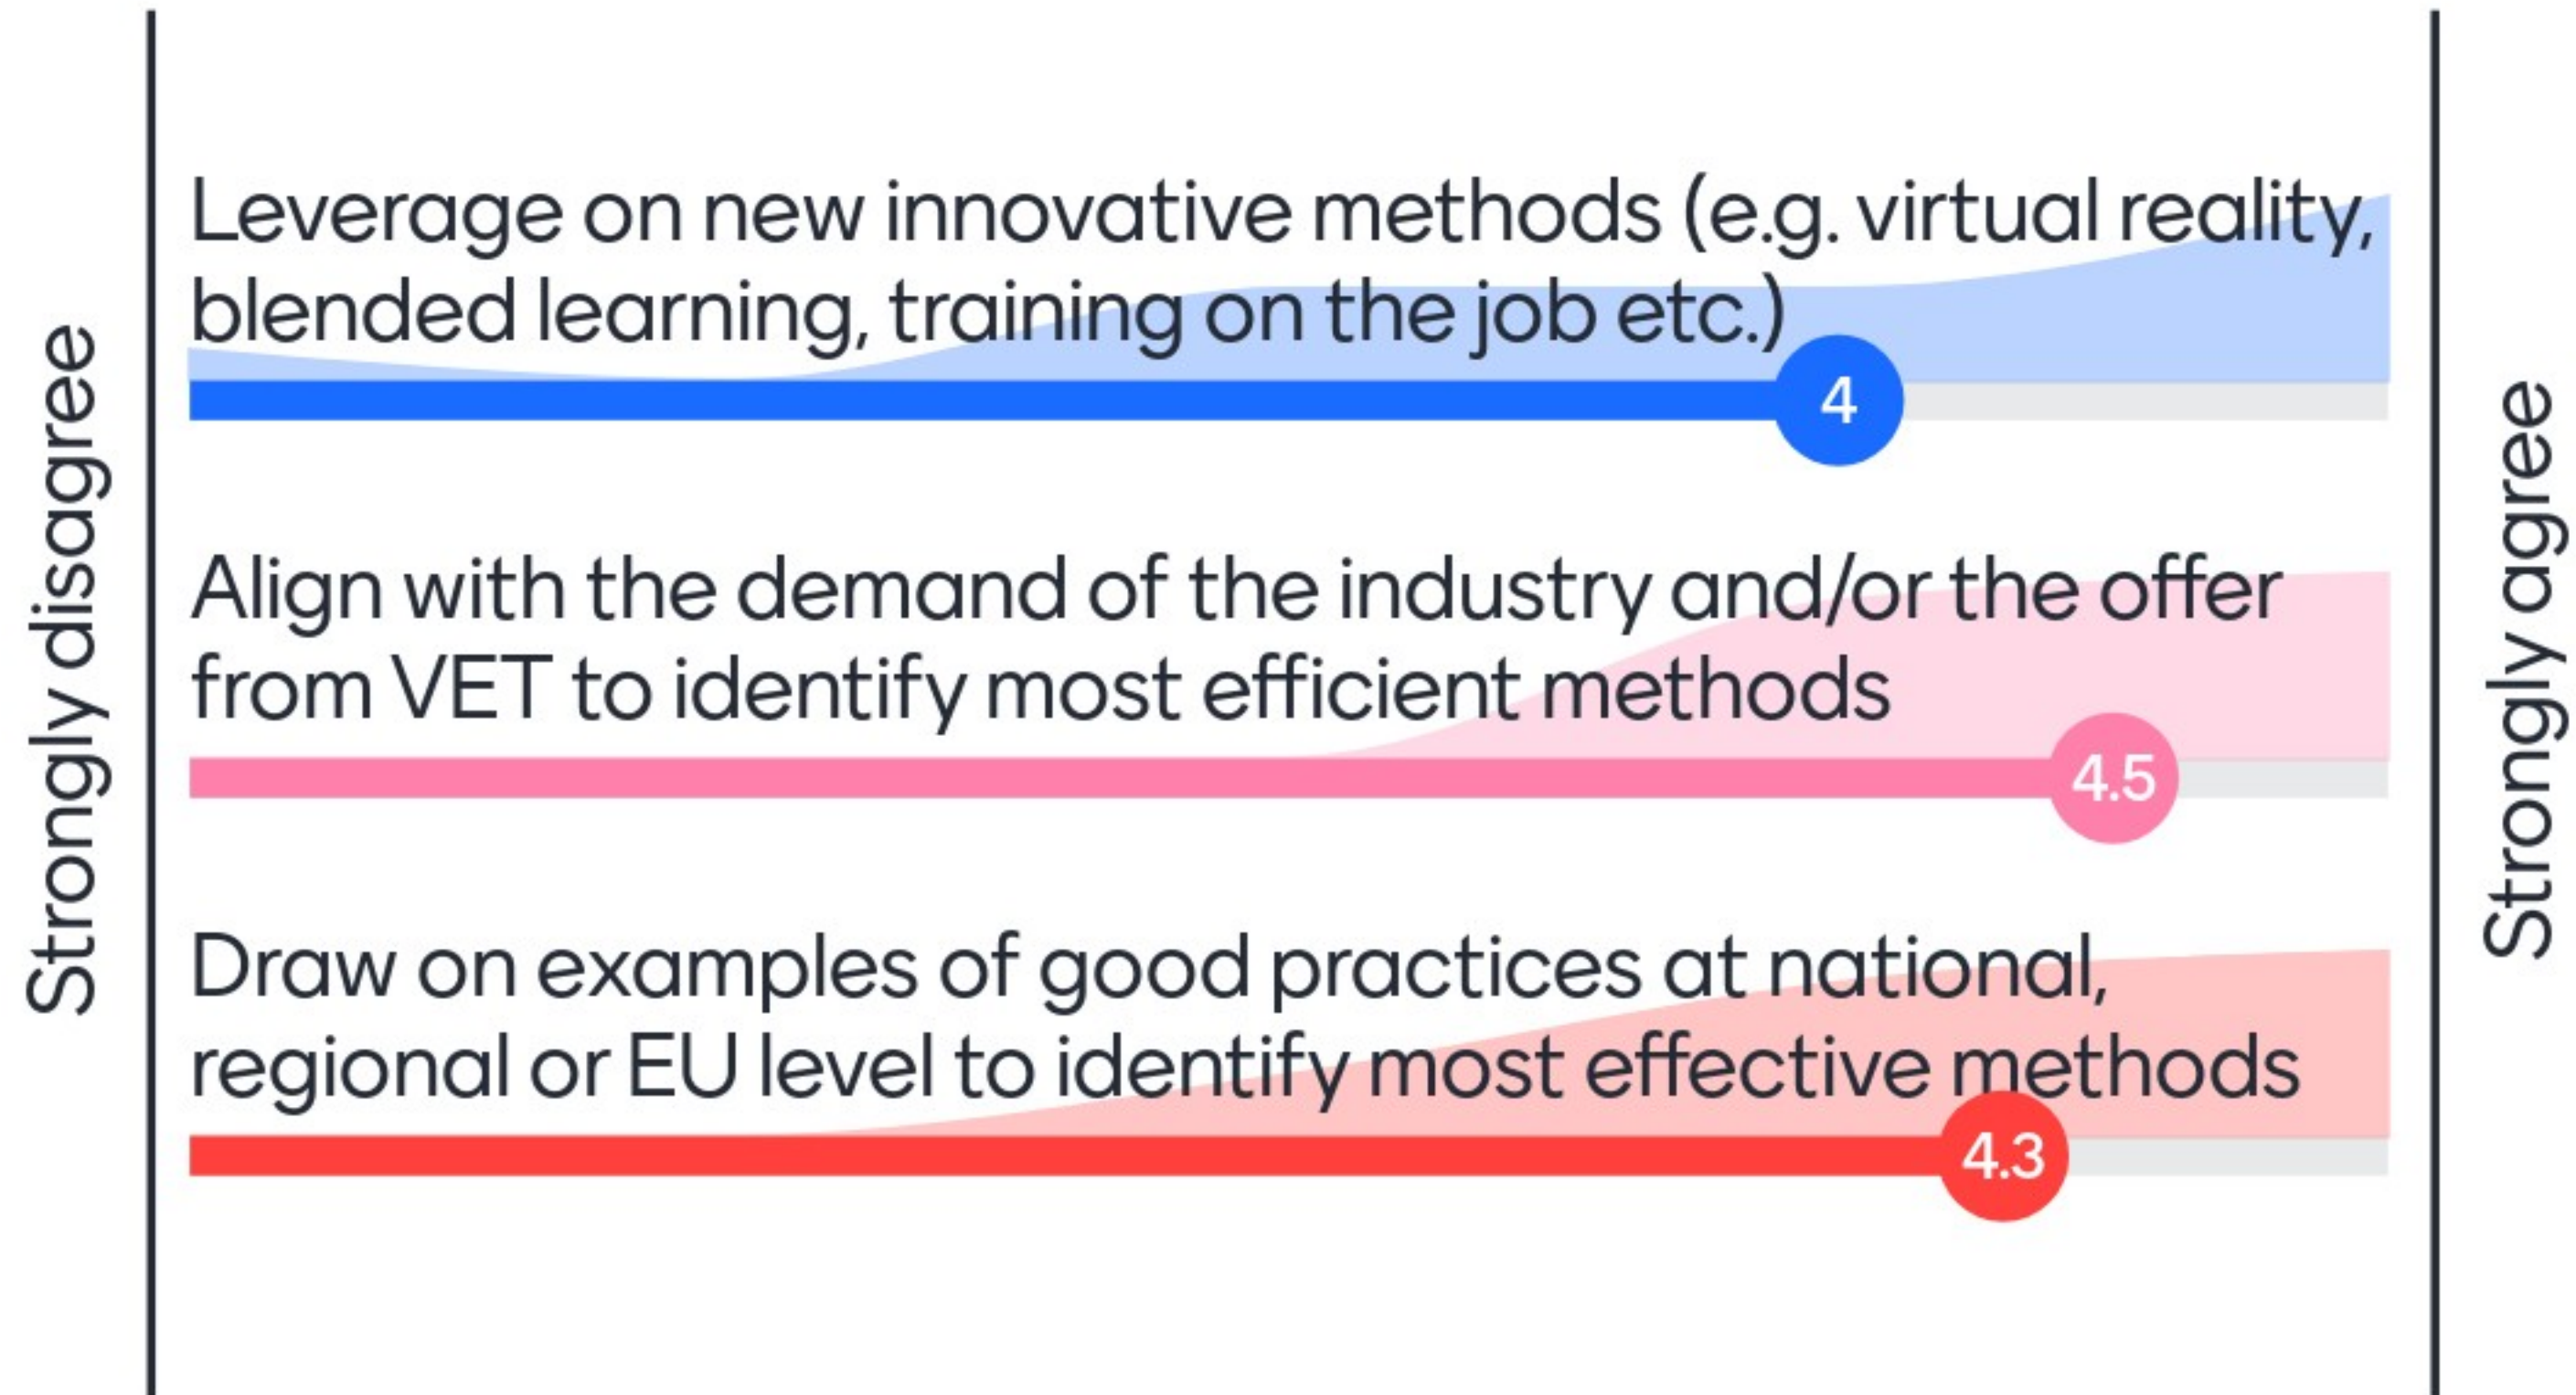 Strongly disagree
Leverage on new innovative methods (e.g. virtual reality,
blended learning, training on the job etc.)
4
Align with the demand of the industry and/or the offer
from VET to identify most efficient methods
4.5
Draw on examples of good practices at national,
regional or EU level to identify most effective methods
4.3
Strongly agree